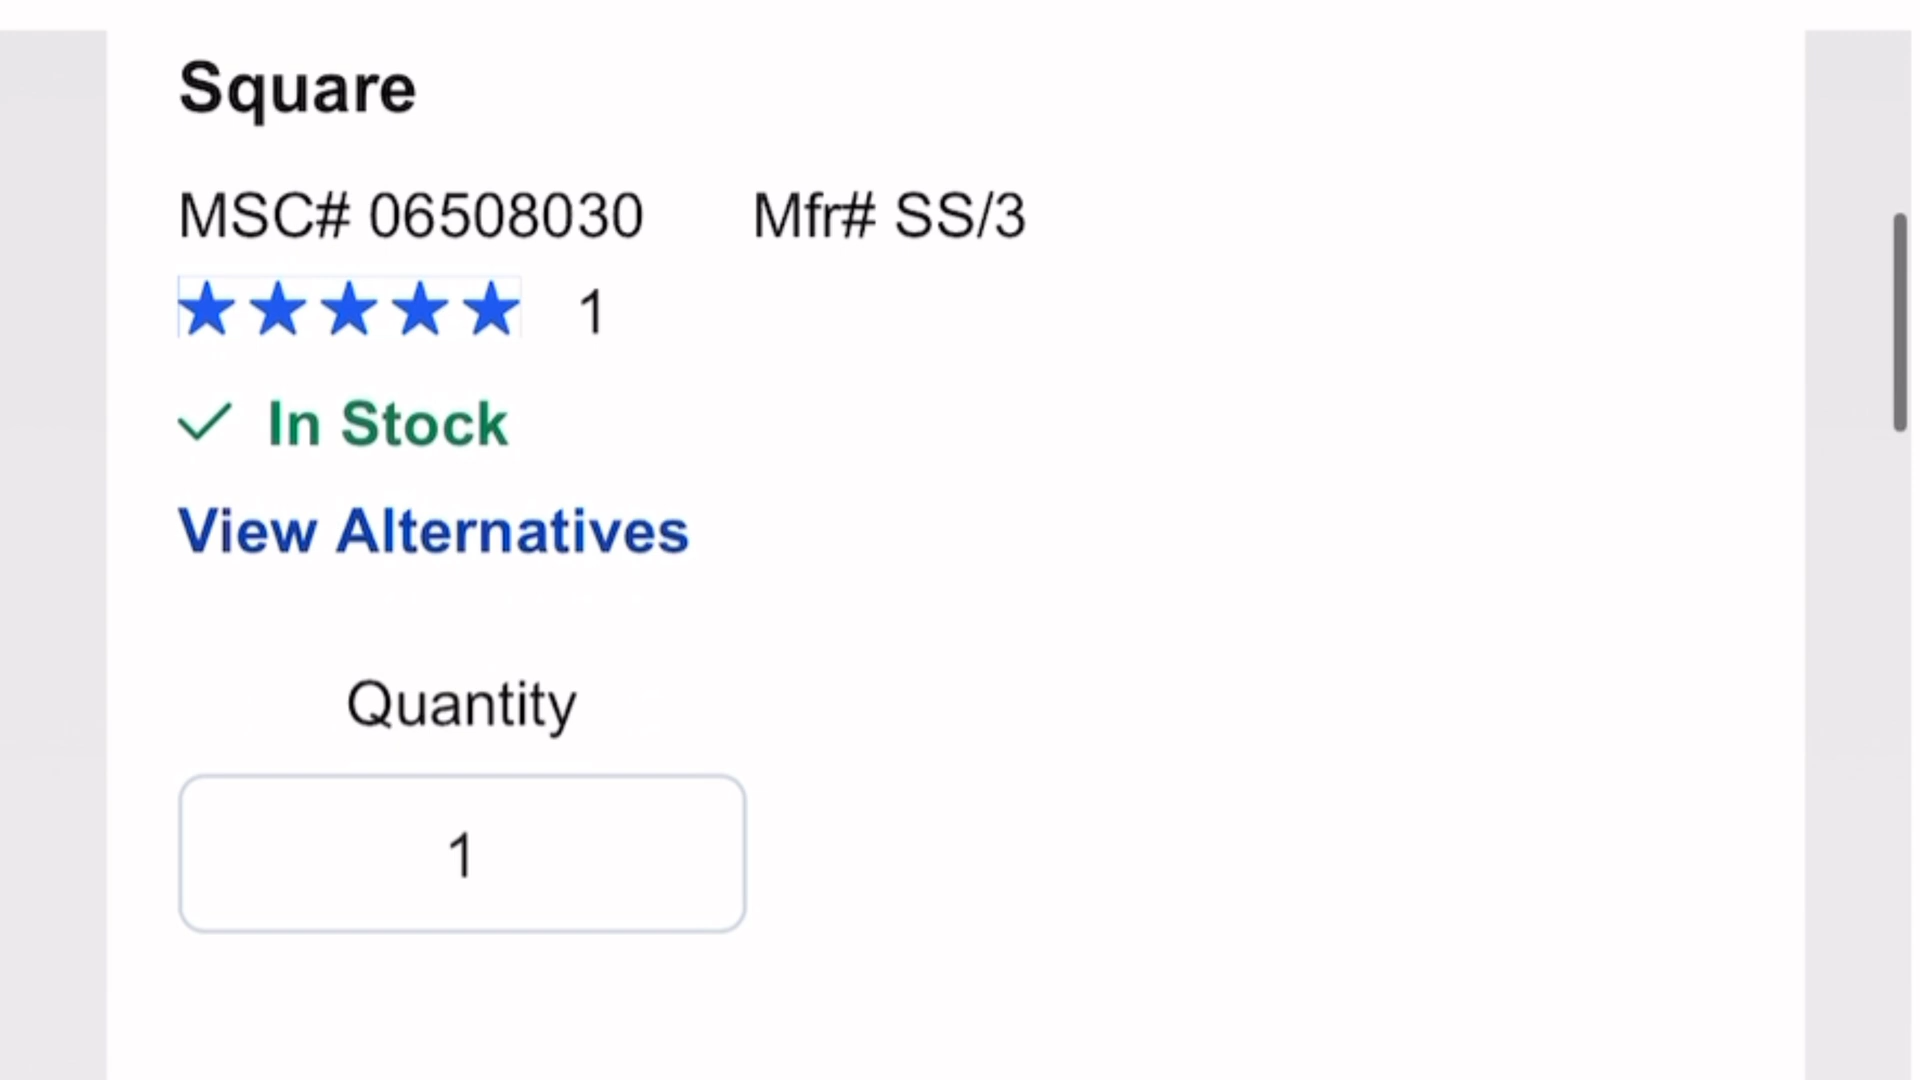 Square
MSC# 06508030 Mfr# SS/3
1
In Stock
View Alternatives
Quantity
1